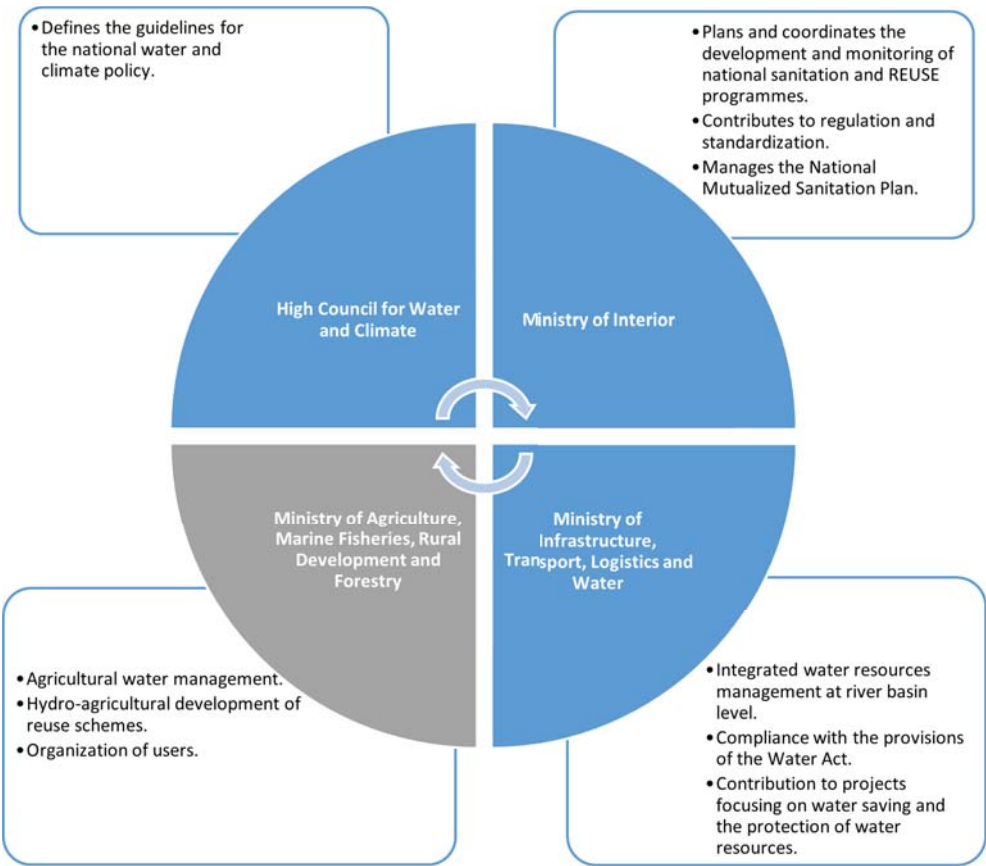 • Defines the guidelines for
the national water and
climate policy.
• Plans and coordinates the
development and monitoring of
national sanitation and REUSE
programmes.
• Contributes to regulation and
standardization.
• Manages the National
Mutualized Sanitation Plan.
High Council for Water
and Climate
Ministry of Interior
Ministry of Agriculture,
Marine Fisheries, Rural
Development and
Forestry
Ministry of
Infrastructure,
Transport, Logistics and
Water
• Agricultural water management.
• Hydro-agricultural development of
reuse schemes.
• Organization of users.
• Integrated water resources
management at river basin
level.
• Compliance with the provisions
of the Water Act.
• Contribution to projects
focusing on water saving and
the protection of water
resources.